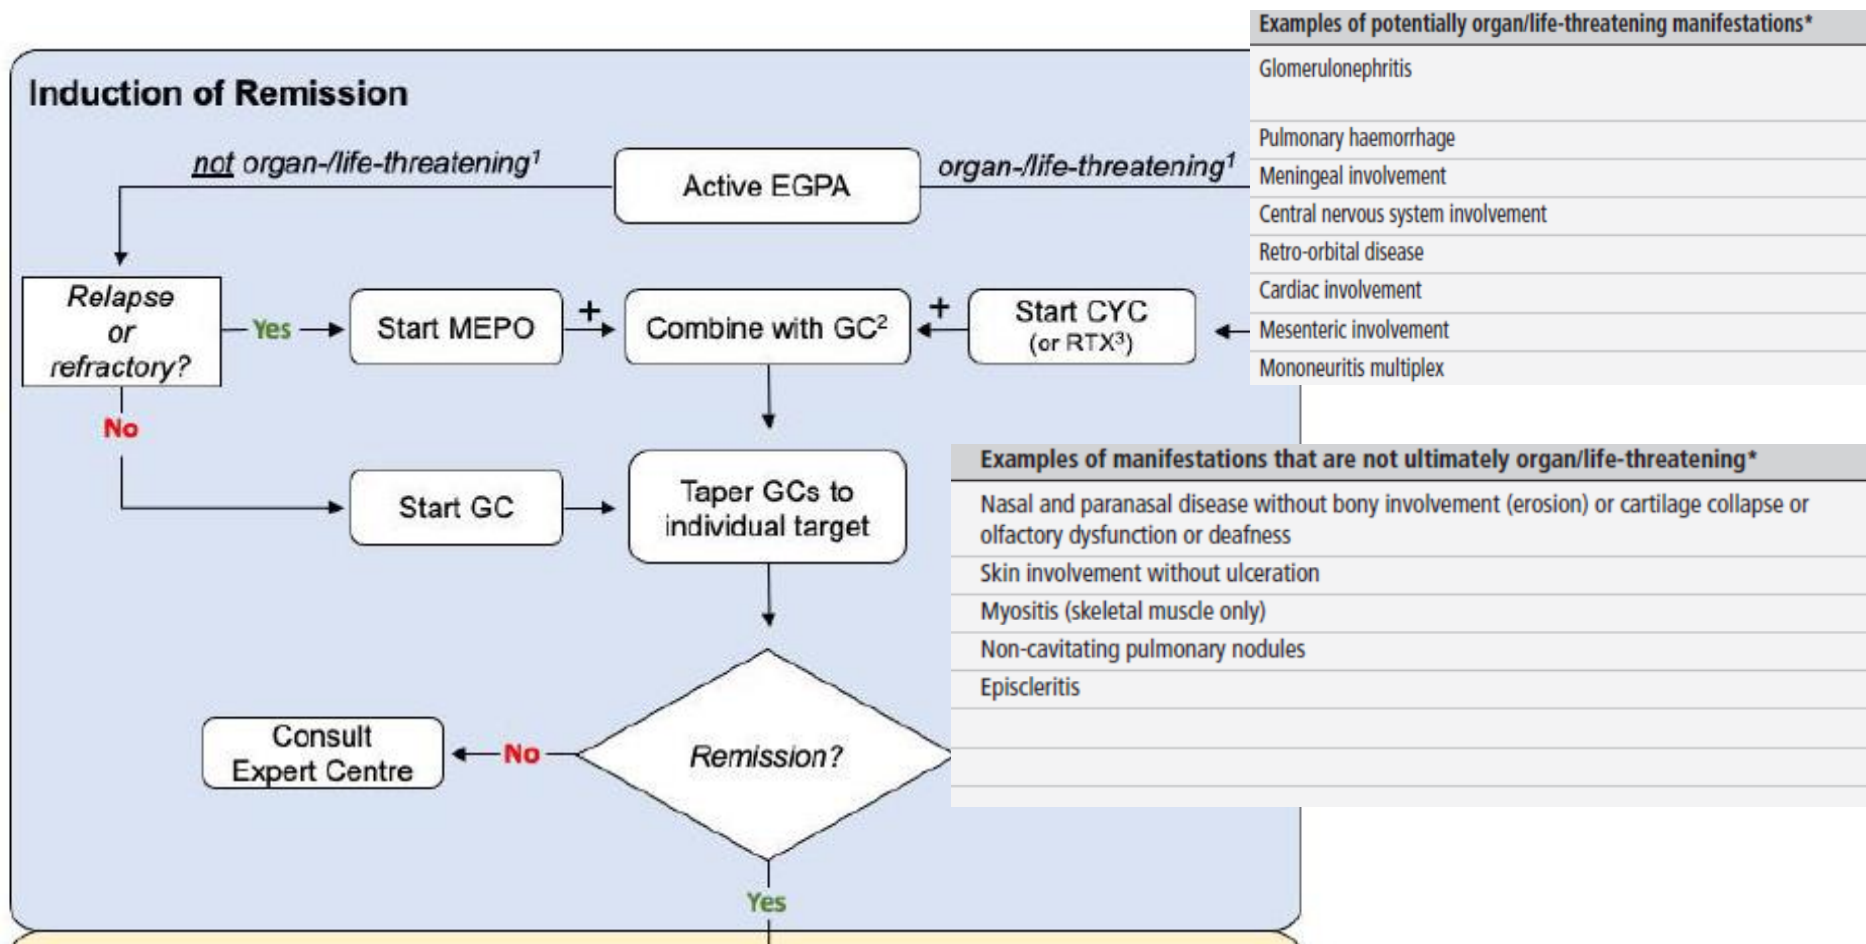 Examples of potentially organ/life-threatening manifestations*
Glomerulonephritis
Pulmonary haemorrhage
Meningeal involvement
Central nervous system involvement
Retro-orbital disease
Cardiac involvement
Mesenteric involvement
Mononeuritis multiplex
Induction of Remission
not organ-/life-threatening¹
Active EGPA
organ-/life-threatening¹
Relapse
or
refractory?
Yes
Start MEPO
+
Combine with GC²
+
Start CYC
(or RTX³)
No
Start GC
Taper GCs to
individual target
Examples of manifestations that are not ultimately organ/life-threatening*
Nasal and paranasal disease without bony involvement (erosion) or cartilage collapse or
olfactory dysfunction or deafness
Skin involvement without ulceration
Myositis (skeletal muscle only)
Non-cavitating pulmonary nodules
Episcleritis
Remission?
No
Consult
Expert Centre
Yes